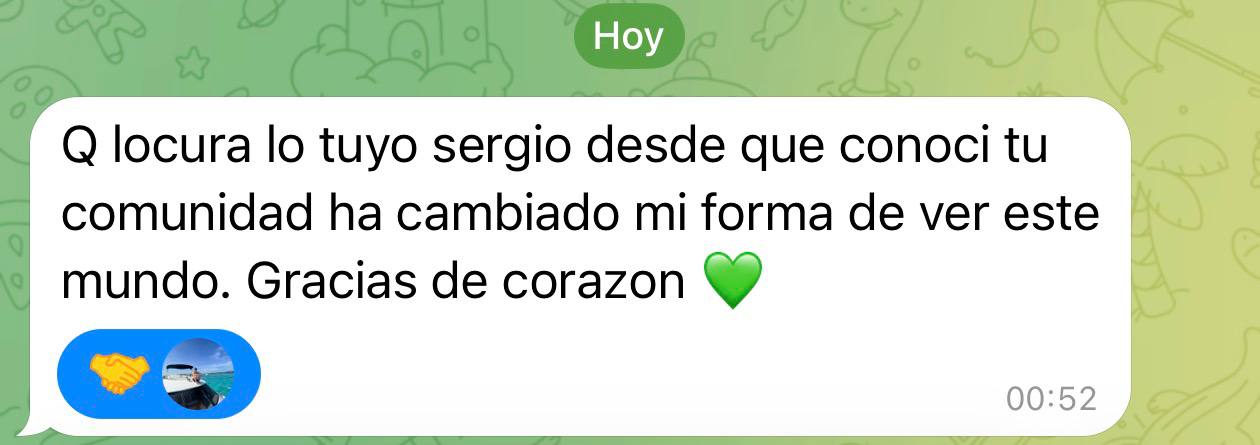 Hoy
Q locura lo tuyo sergio desde que conoci tu
comunidad ha cambiado mi forma de ver este
mundo. Gracias de corazon 💚
00:52